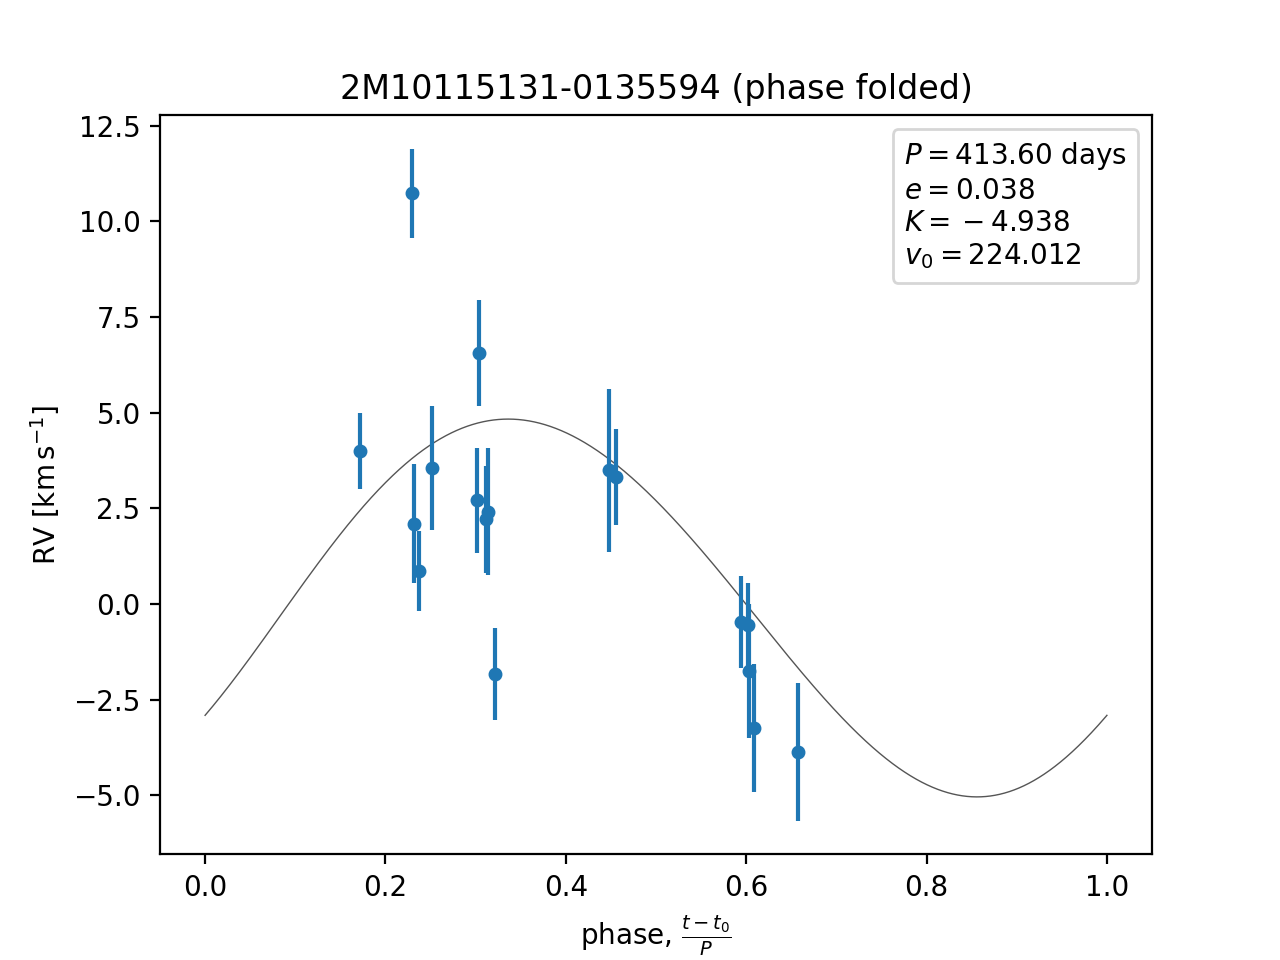 2M10115131-0135594 (phase folded)
P = 413.60 days
e = 0.038
K = −4.938
v₀ = 224.012
12.5
10.0
7.5
5.0
2.5
0.0
−2.5
−5.0
RV [km s⁻¹]
0.0 0.2 0.4 0.6 0.8 1.0
phase, (t − t₀)/P